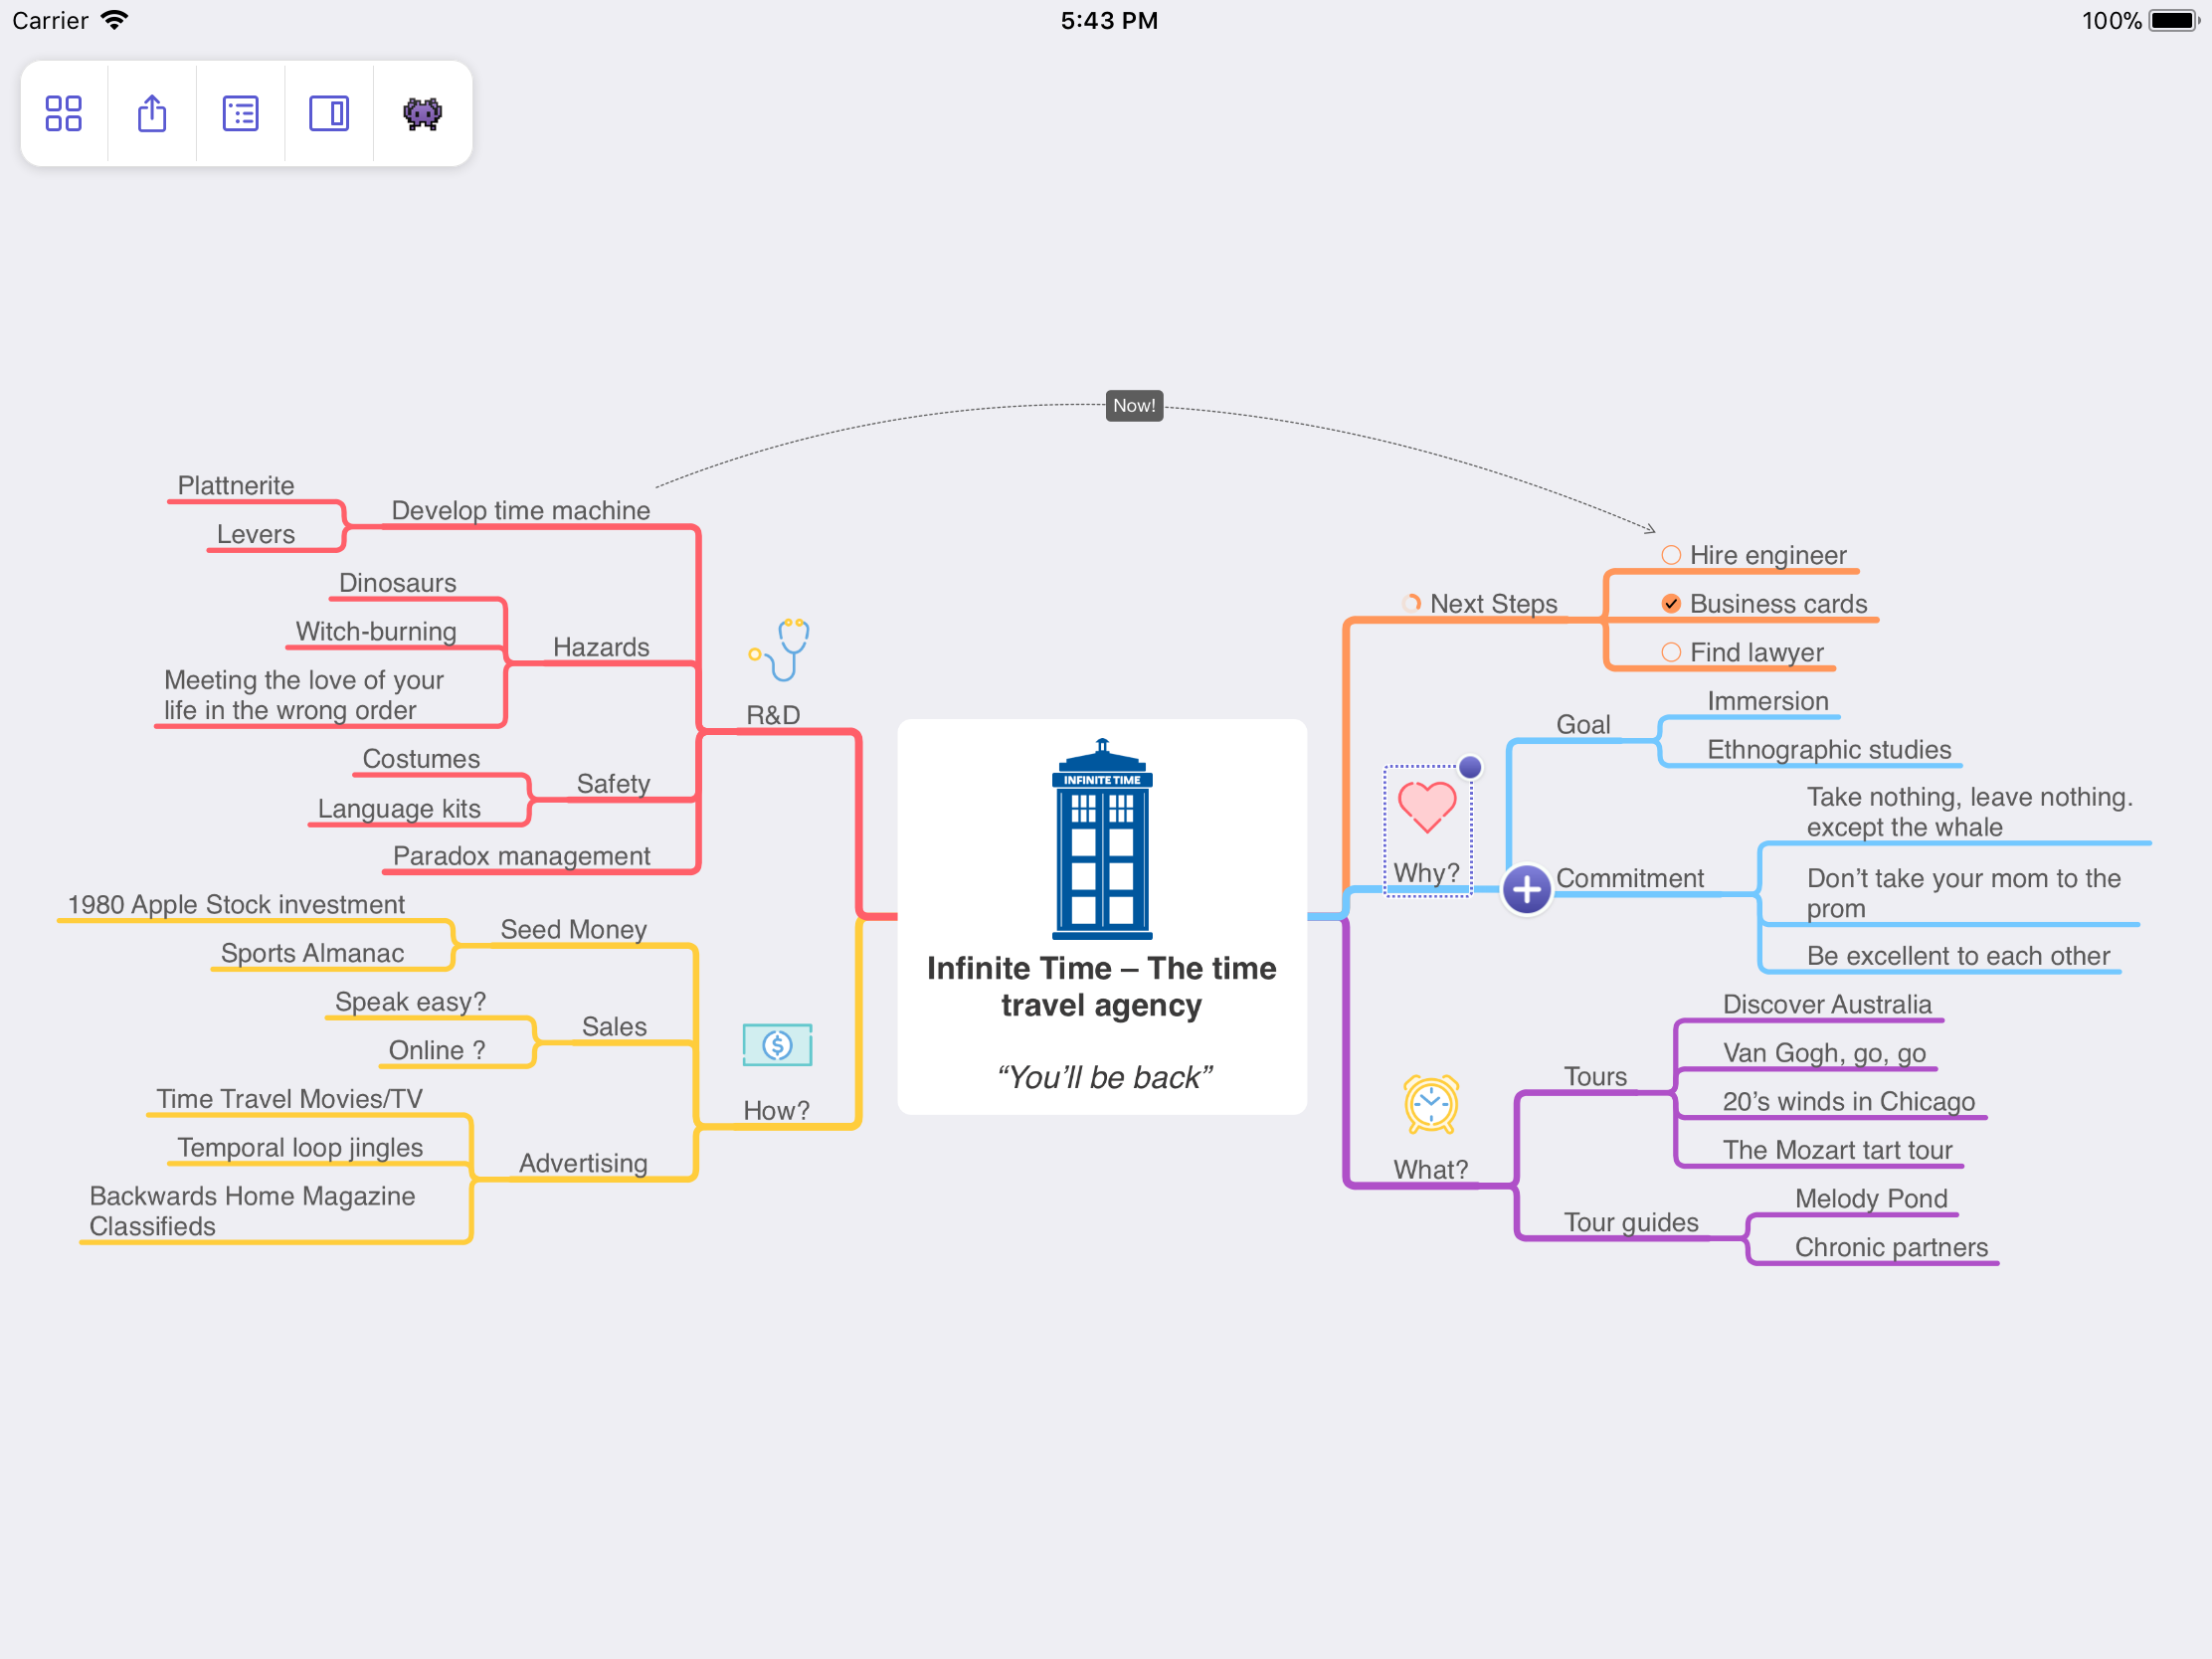 Carrier
5:43 PM
100%
Now!
Plattnerite
Levers
Develop time machine
Dinosaurs
Witch-burning
Meeting the love of your
life in the wrong order
Hazards
Costumes
Language kits
Safety
Paradox management
R&D
1980 Apple Stock investment
Sports Almanac
Seed Money
Speak easy?
Online ?
Sales
Time Travel Movies/TV
Temporal loop jingles
Backwards Home Magazine
Classifieds
Advertising
How?
INFINITE TIME
Infinite Time – The time
travel agency
“You’ll be back”
Next Steps
Hire engineer
Business cards
Find lawyer
Why?
Goal
Immersion
Ethnographic studies
Commitment
Take nothing, leave nothing.
except the whale
Don’t take your mom to the
prom
Be excellent to each other
What?
Tours
Discover Australia
Van Gogh, go, go
20’s winds in Chicago
The Mozart tart tour
Tour guides
Melody Pond
Chronic partners